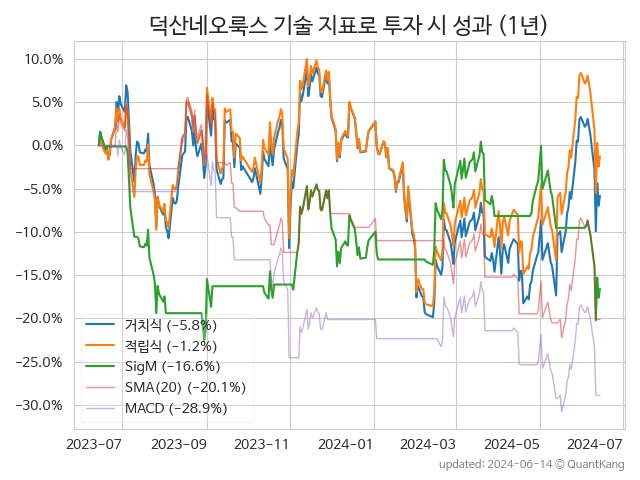 덕산네오룩스 기술 지표로 투자 시 성과 (1년)
10.0%
5.0%
0.0%
−5.0%
−10.0%
−15.0%
−20.0%
−25.0%
−30.0%
거치식 (−5.8%)
적립식 (−1.2%)
SigM (−16.6%)
SMA(20) (−20.1%)
MACD (−28.9%)
2023-07 2023-09 2023-11 2024-01 2024-03 2024-05 2024-07
updated: 2024-06-14 © QuantKang